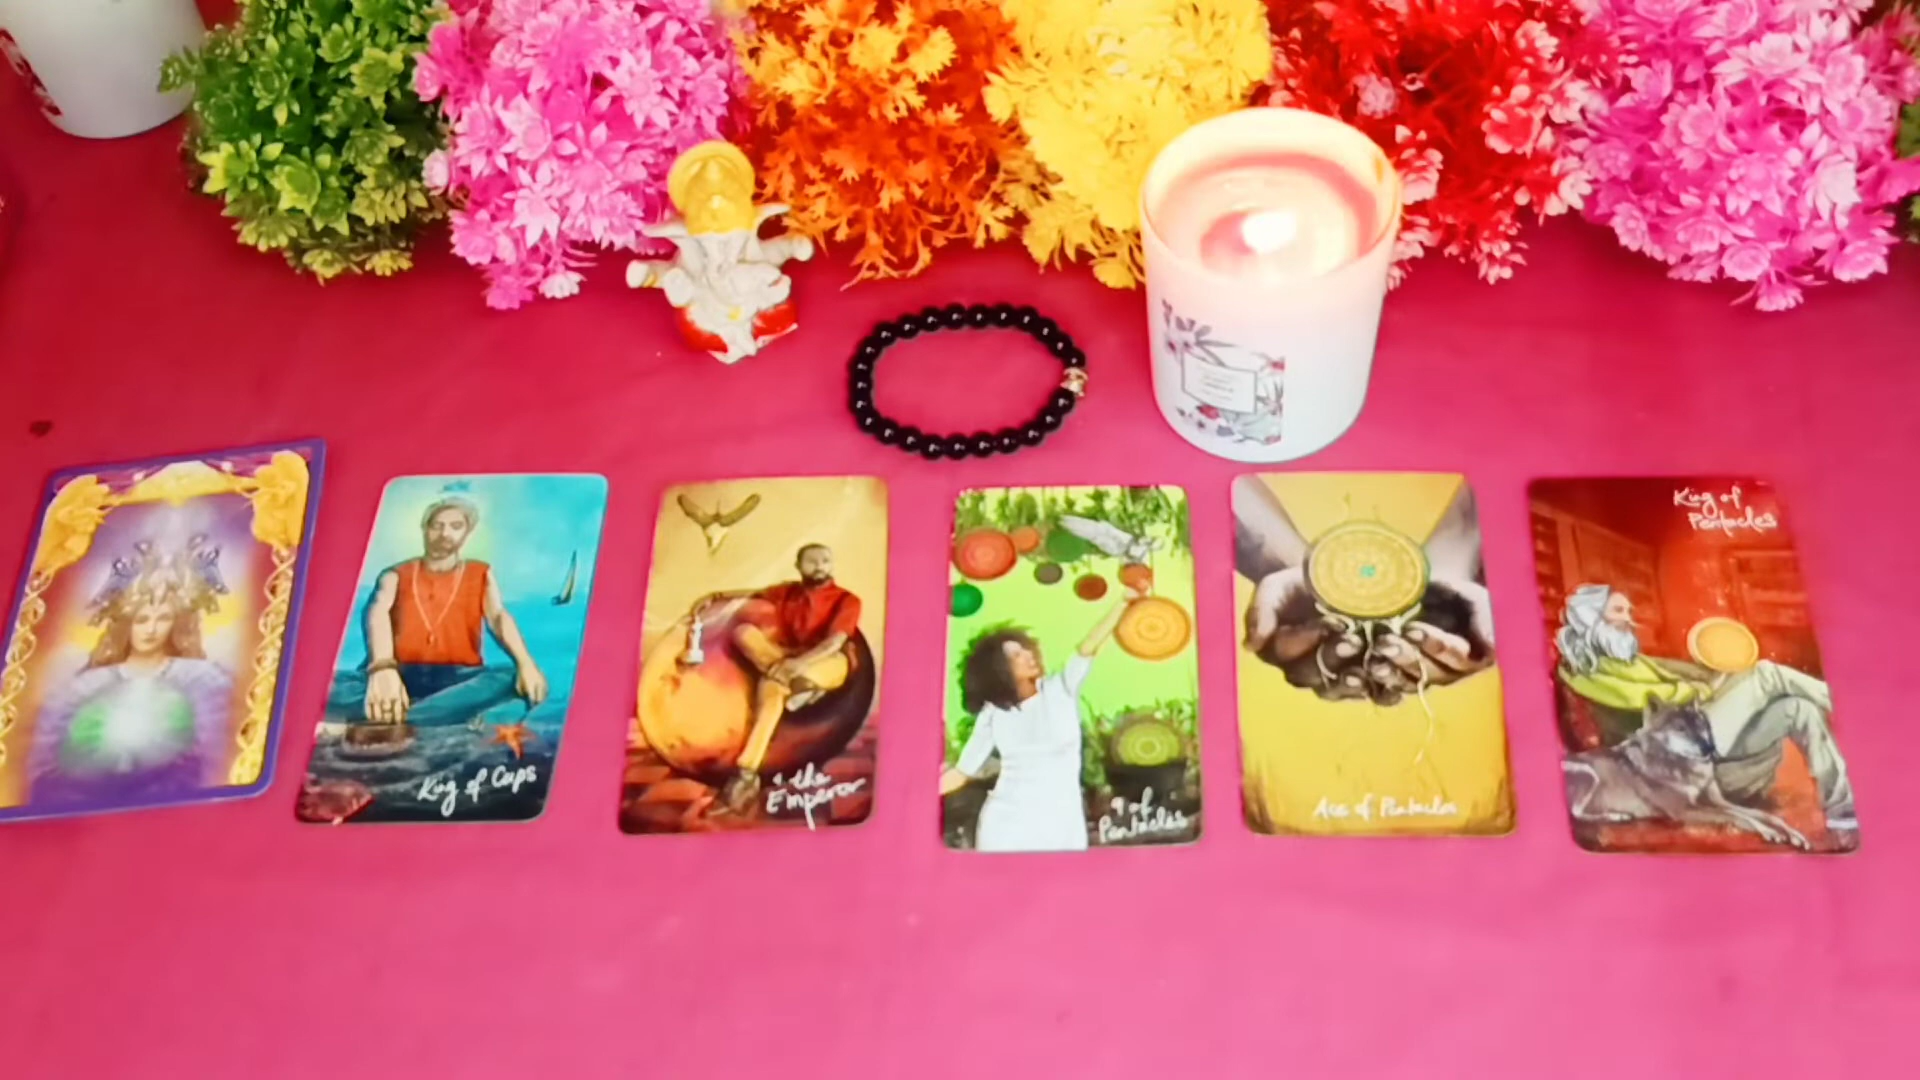 King of Cups
the
Emperor
9 of
Pentacles
Ace of Pentacles
King of
Pentacles